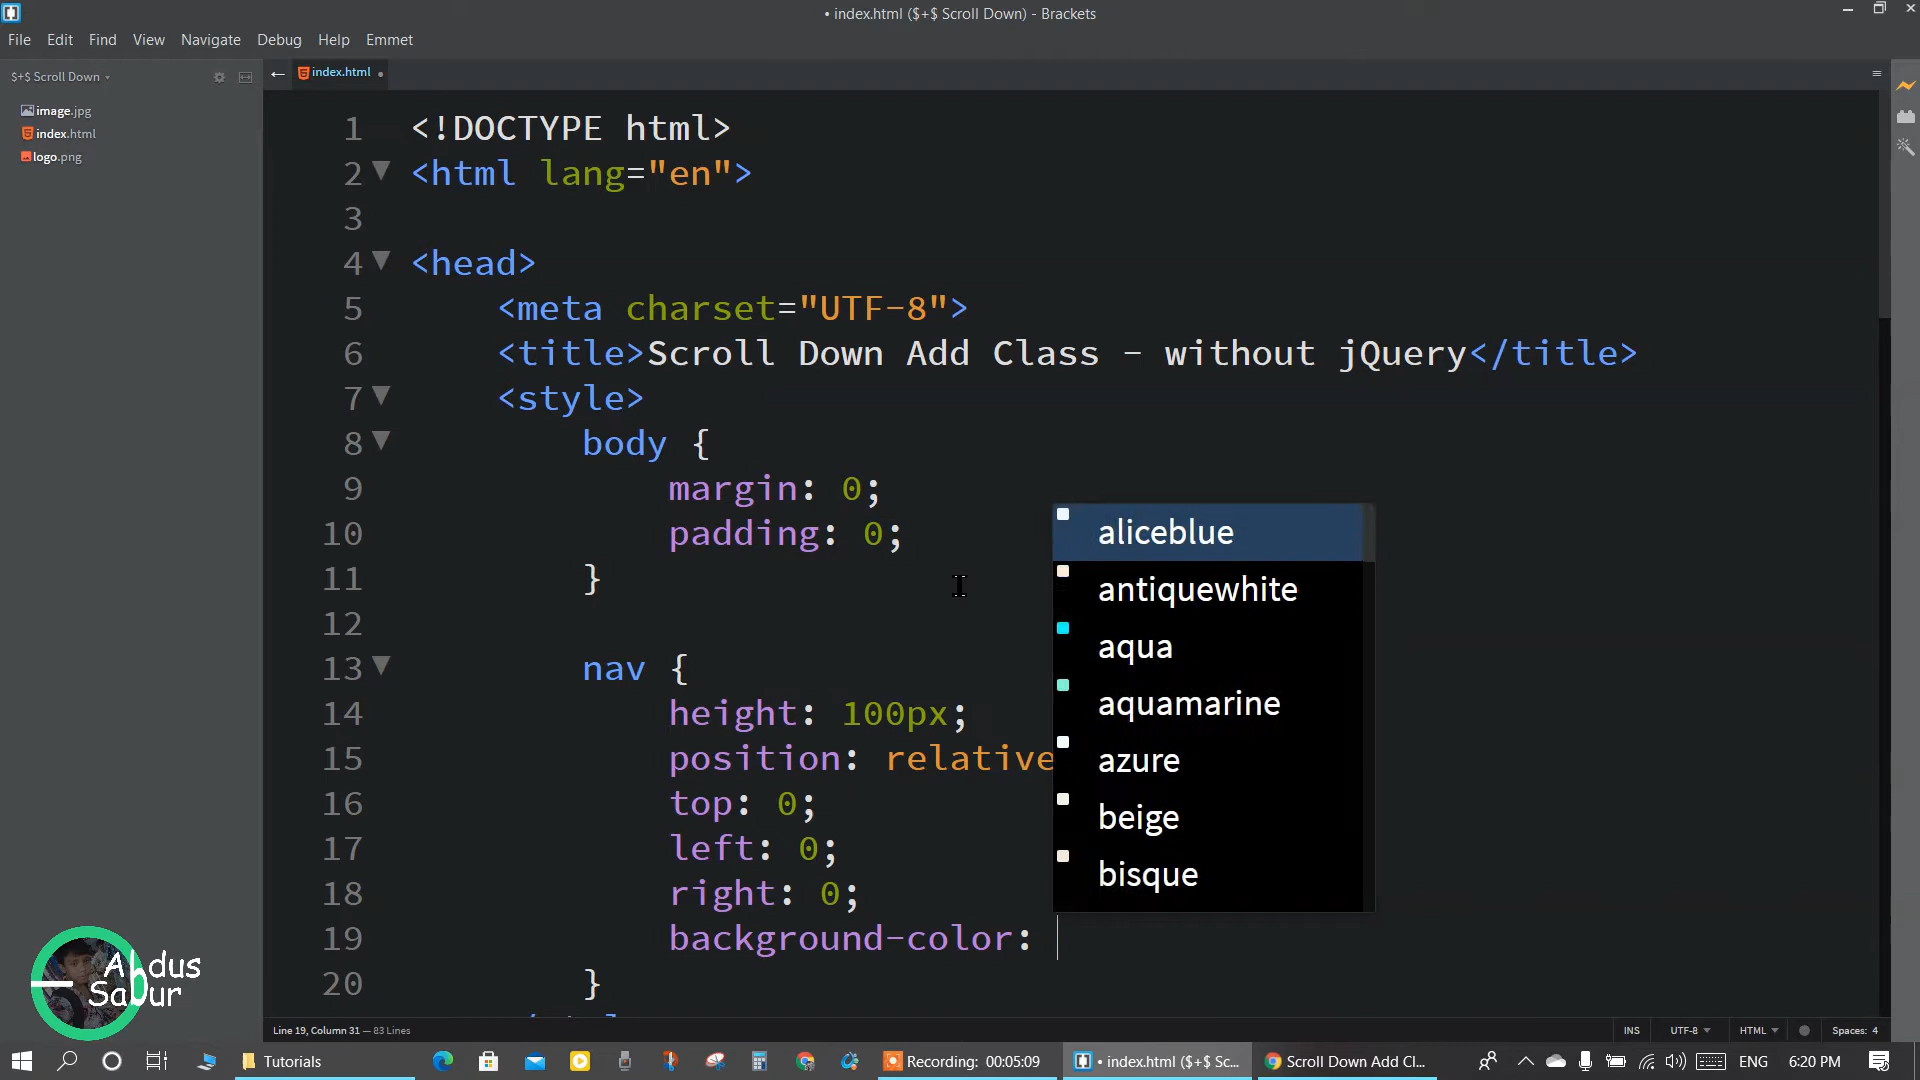 • index.html ($+$ Scroll Down) - Brackets
File Edit Find View Navigate Debug Help Emmet
$+$ Scroll Down
index.html
image.jpg
index.html
logo.png
1 <!DOCTYPE html>
2 <html lang="en">
3
4 <head>
5 <meta charset="UTF-8">
6 <title>Scroll Down Add Class - without jQuery</title>
7 <style>
8 body {
9 margin: 0;
10 padding: 0;
11 }
12
13 nav {
14 height: 100px;
15 position: relative
16 top: 0;
17 left: 0;
18 right: 0;
19 background-color:
20 }
aliceblue
antiquewhite
aqua
aquamarine
azure
beige
bisque
Abdus
Sabur
Line 19, Column 31 — 83 Lines
INS UTF-8 HTML Spaces: 4
Tutorials
Recording: 00:05:09
• index.html ($+$ Sc...
Scroll Down Add Cl...
ENG
6:20 PM